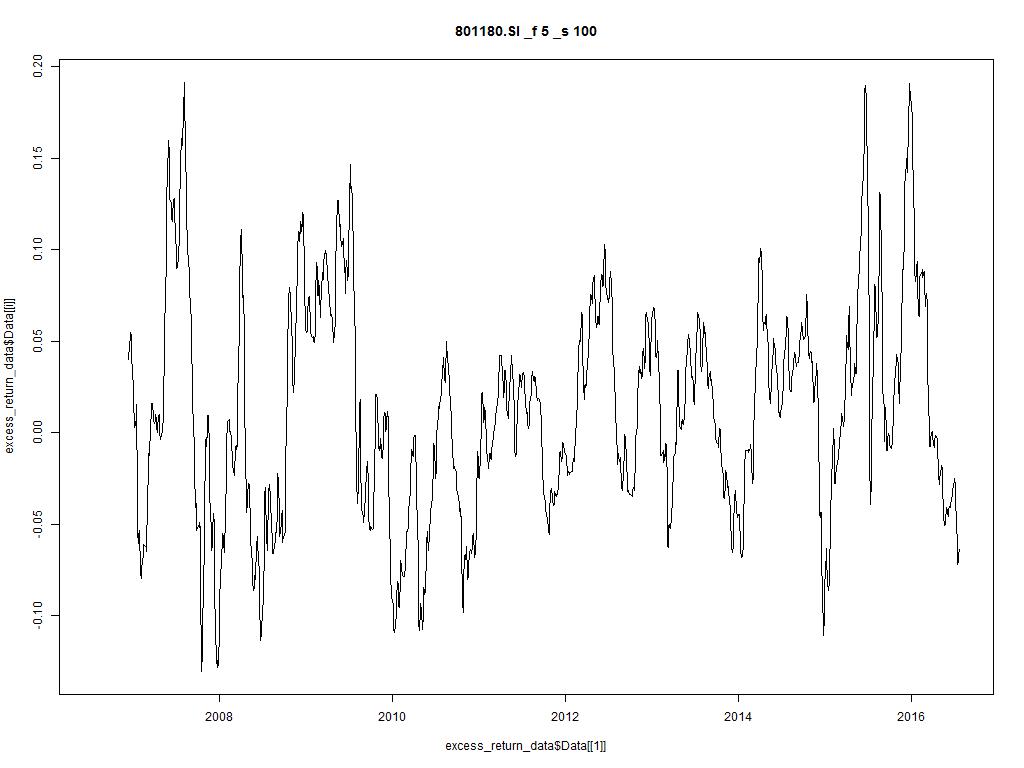 801180.SI _f 5 _s 100
0.20
0.15
0.10
0.05
0.00
-0.05
-0.10
excess_return_data$Data[[i]]
2008 2010 2012 2014 2016
excess_return_data$Data[[1]]